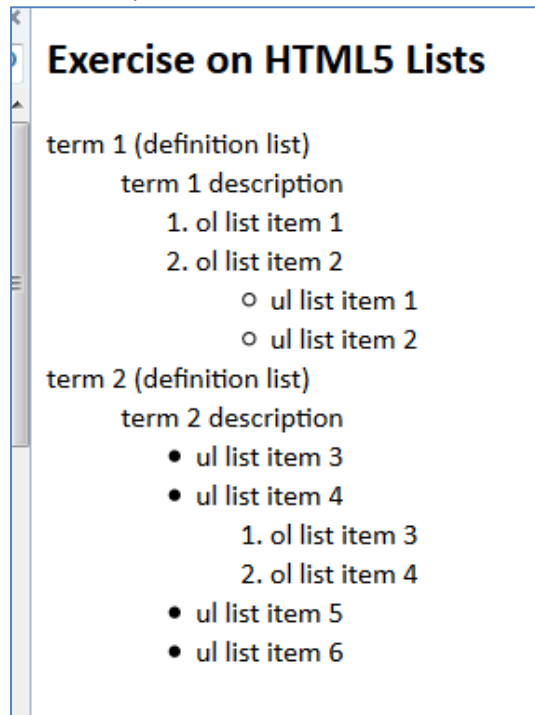 Exercise on HTML5 Lists
term 1 (definition list)
term 1 description
1. ol list item 1
2. ol list item 2
ul list item 1
ul list item 2
term 2 (definition list)
term 2 description
ul list item 3
ul list item 4
1. ol list item 3
2. ol list item 4
ul list item 5
ul list item 6